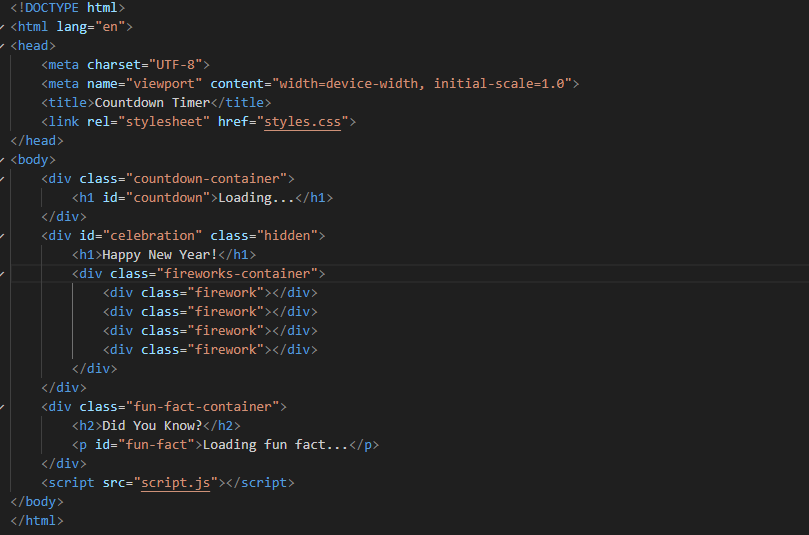 <!DOCTYPE html>
<html lang="en">
<head>
    <meta charset="UTF-8">
    <meta name="viewport" content="width=device-width, initial-scale=1.0">
    <title>Countdown Timer</title>
    <link rel="stylesheet" href="styles.css">
</head>
<body>
    <div class="countdown-container">
        <h1 id="countdown">Loading...</h1>
    </div>
    <div id="celebration" class="hidden">
        <h1>Happy New Year!</h1>
        <div class="fireworks-container">
            <div class="firework"></div>
            <div class="firework"></div>
            <div class="firework"></div>
            <div class="firework"></div>
        </div>
    </div>
    <div class="fun-fact-container">
        <h2>Did You Know?</h2>
        <p id="fun-fact">Loading fun fact...</p>
    </div>
    <script src="script.js"></script>
</body>
</html>